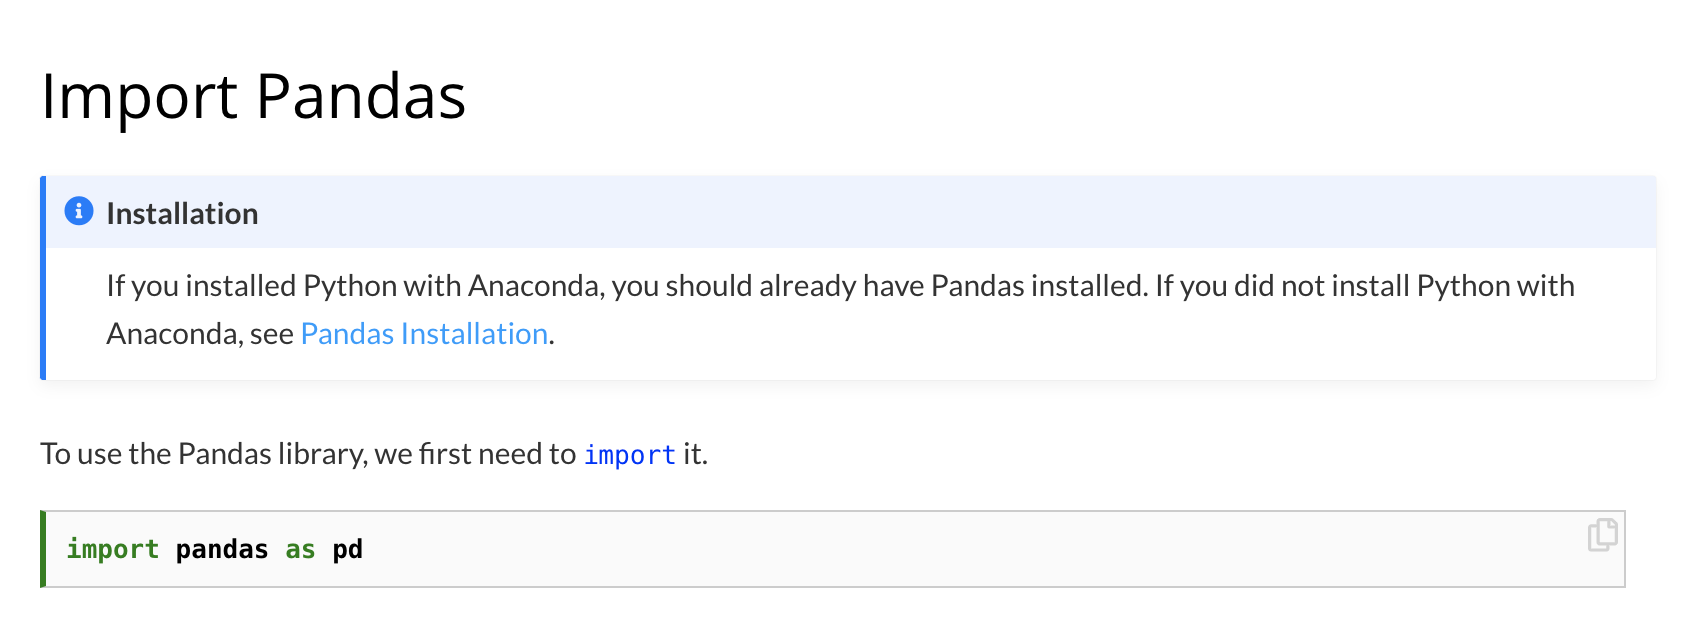 Import Pandas
Installation
If you installed Python with Anaconda, you should already have Pandas installed. If you did not install Python with
Anaconda, see Pandas Installation.
To use the Pandas library, we first need to import it.
import pandas as pd